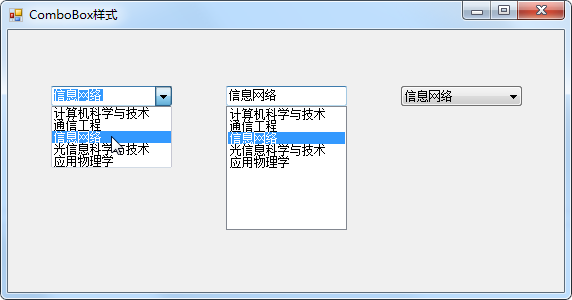 ComboBox样式
信息网络
计算机科学与技术
通信工程
信息网络
光信息科学与技术
应用物理学
信息网络
计算机科学与技术
通信工程
信息网络
光信息科学与技术
应用物理学
信息网络